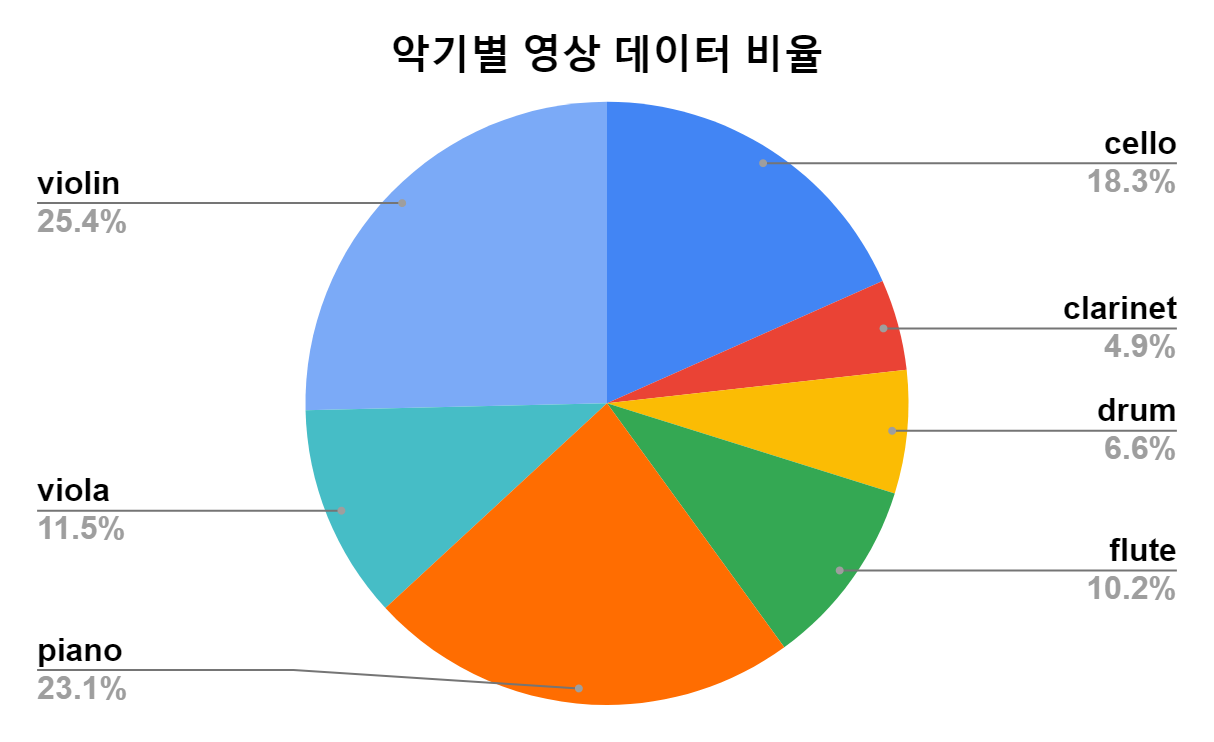 악기별 영상 데이터 비율
cello
18.3%
clarinet
4.9%
drum
6.6%
flute
10.2%
piano
23.1%
viola
11.5%
violin
25.4%